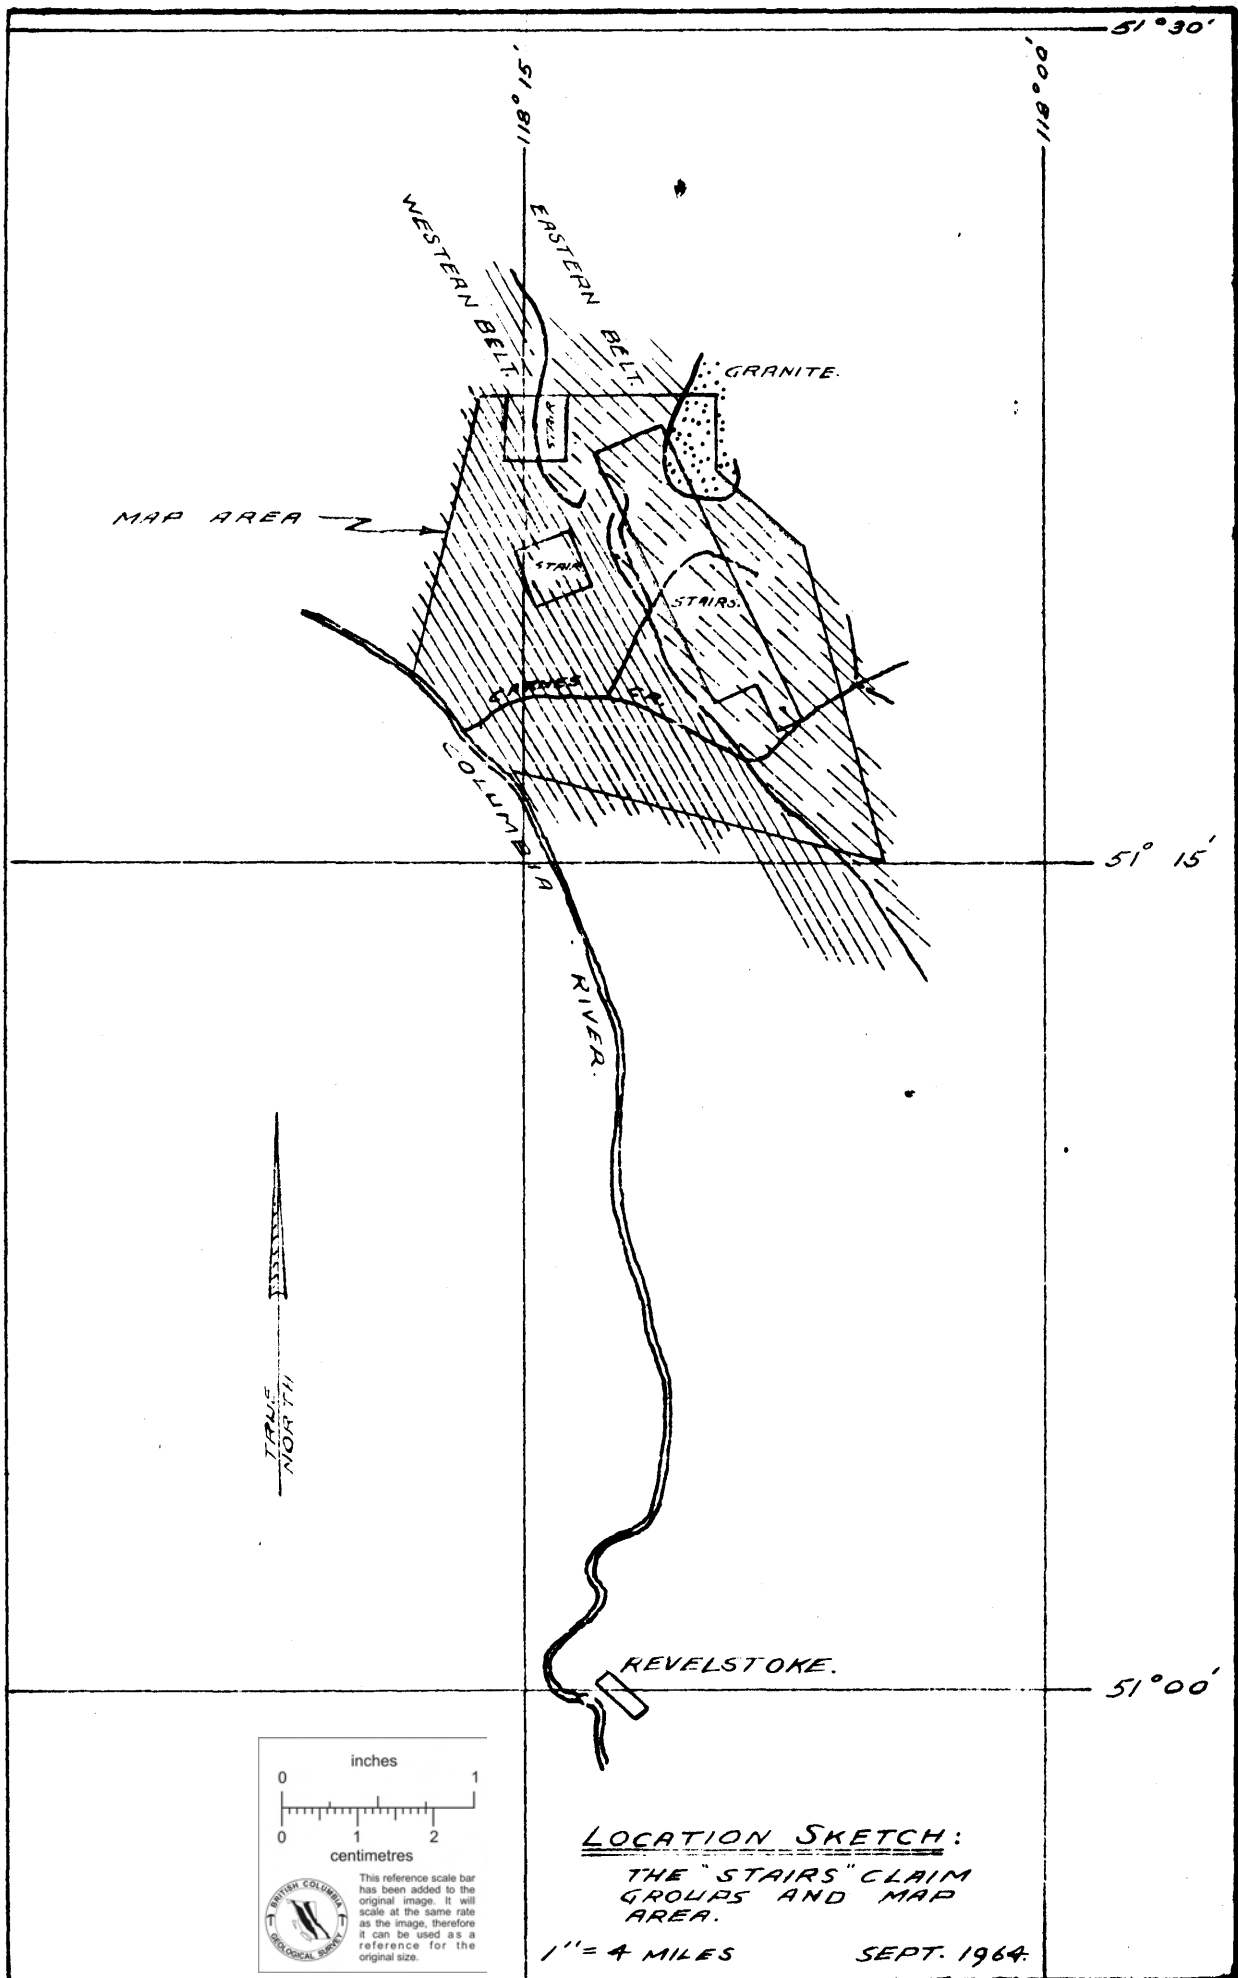 51°30'
118° 15'
118° 00'
WESTERN BELT.
EASTERN BELT.
GRANITE.
STAIR
MAP AREA
STAIR
STAIRS.
CARNES CR.
COLUMBIA RIVER.
51° 15'
TRUE
NORTH
REVELSTOKE.
51°00'
inches
0 1
0 1 2
centimetres
BRITISH COLUMBIA
GEOLOGICAL SURVEY
This reference scale bar
has been added to the
original image. It will
scale at the same rate
as the image, therefore
it can be used as a
reference for the
original size.
LOCATION SKETCH:
THE "STAIRS" CLAIM
GROUPS AND MAP
AREA.
1" = 4 MILES SEPT. 1964.